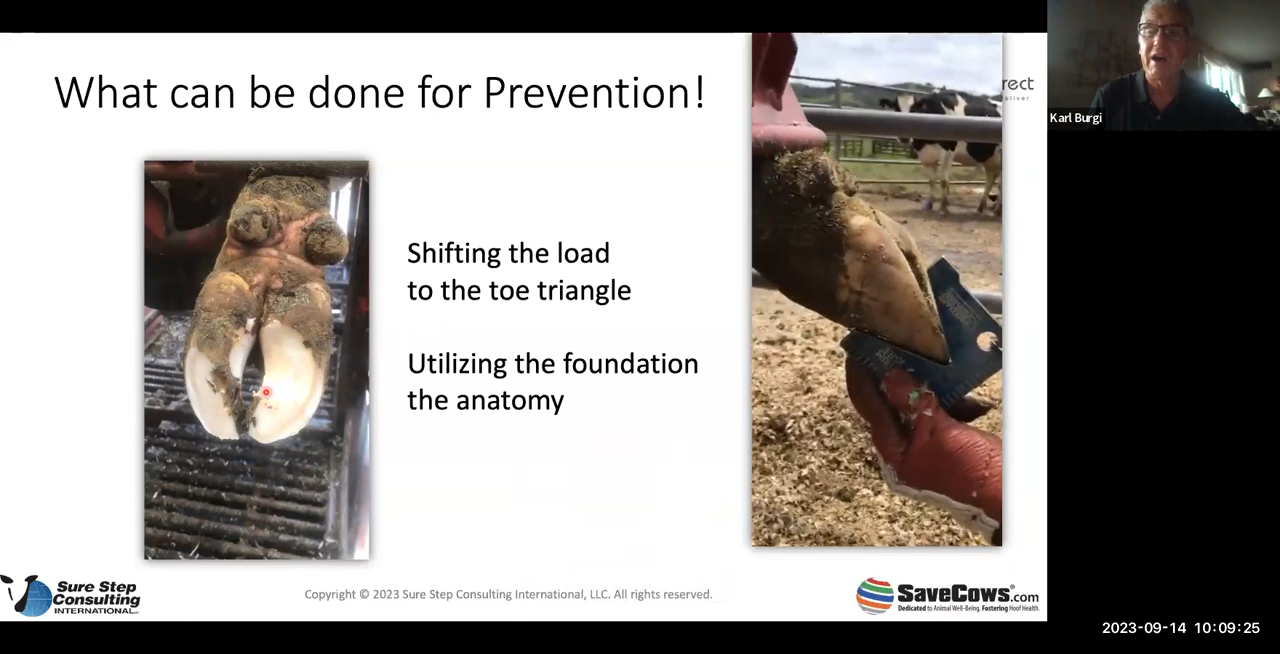 What can be done for Prevention!
rect
Karl Burgi
Shifting the load
to the toe triangle
Utilizing the foundation
the anatomy
Sure Step
Consulting
INTERNATIONAL
Copyright © 2023 Sure Step Consulting International, LLC. All rights reserved.
SaveCows.com
Dedicated to Animal Well-Being. Fostering Hoof Health.
2023-09-14 10:09:25